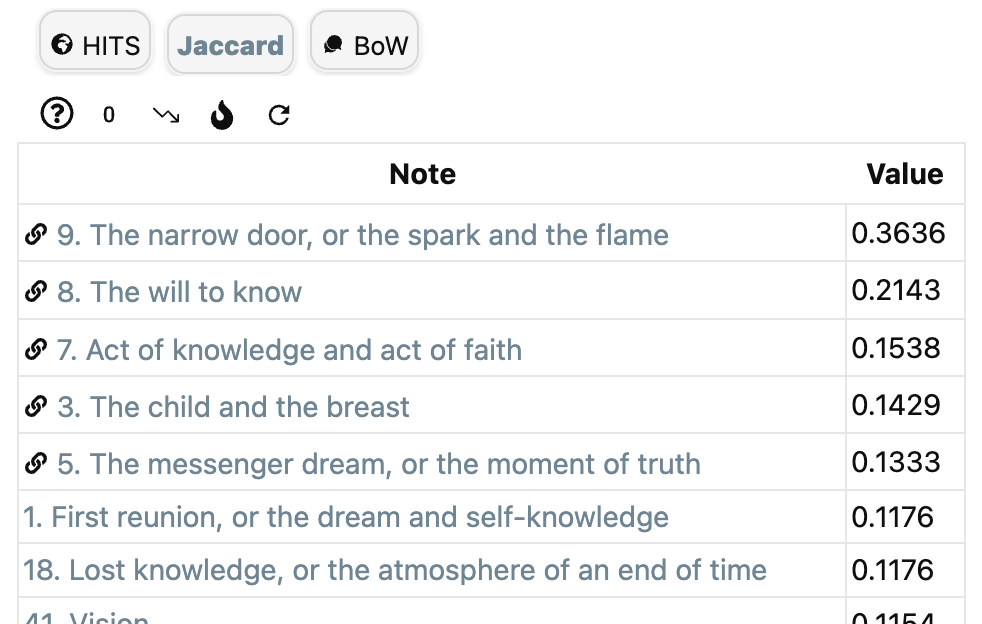 HITS Jaccard BoW
0
Note Value
9. The narrow door, or the spark and the flame 0.3636
8. The will to know 0.2143
7. Act of knowledge and act of faith 0.1538
3. The child and the breast 0.1429
5. The messenger dream, or the moment of truth 0.1333
1. First reunion, or the dream and self-knowledge 0.1176
18. Lost knowledge, or the atmosphere of an end of time 0.1176
41. Vision 0.1154